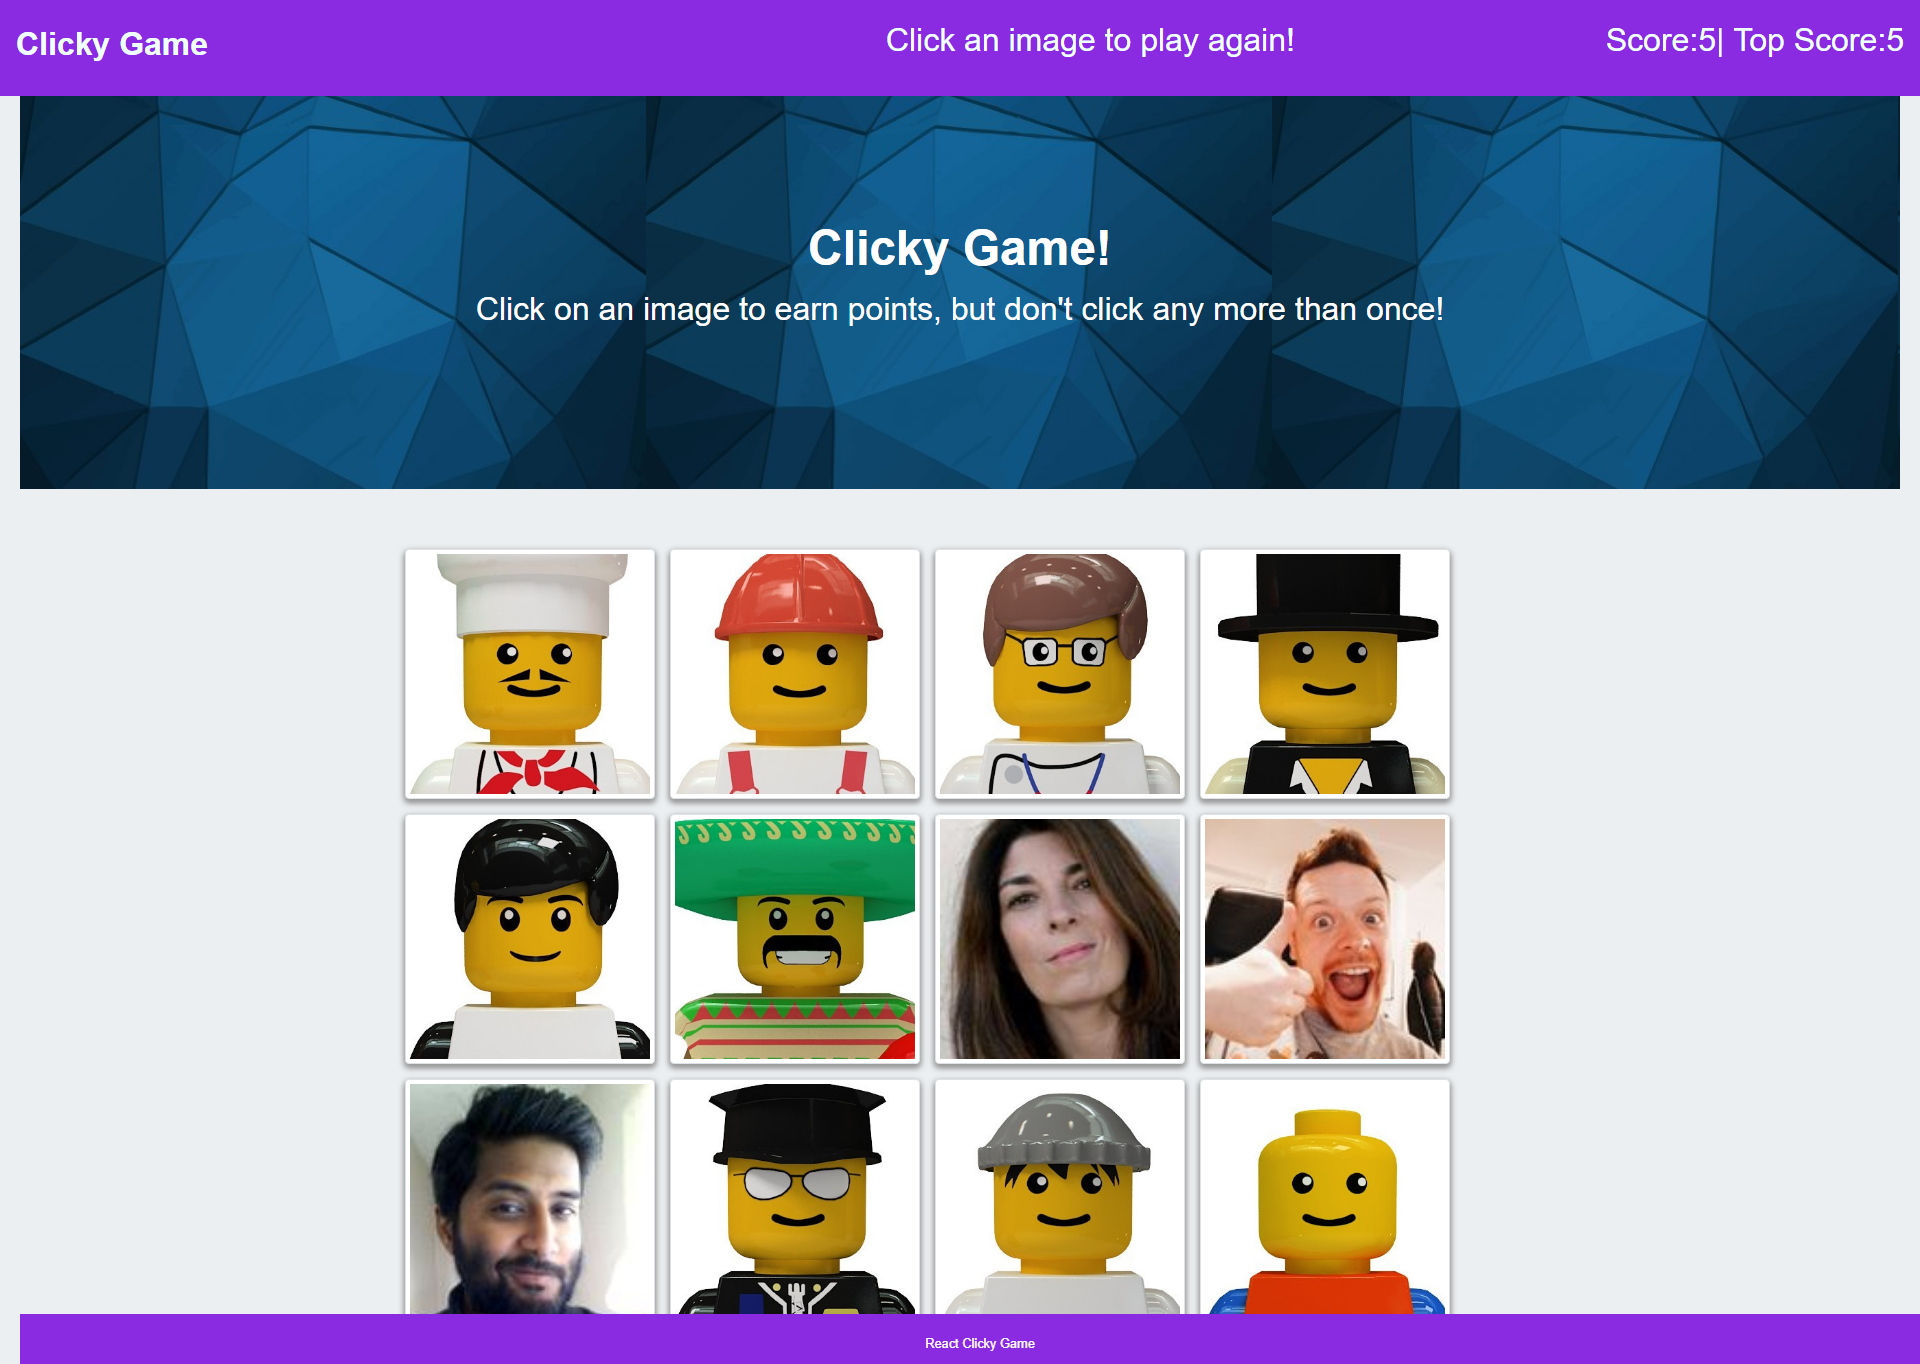 Clicky Game
Click an image to play again!
Score:5| Top Score:5
Clicky Game!
Click on an image to earn points, but don't click any more than once!
React Clicky Game